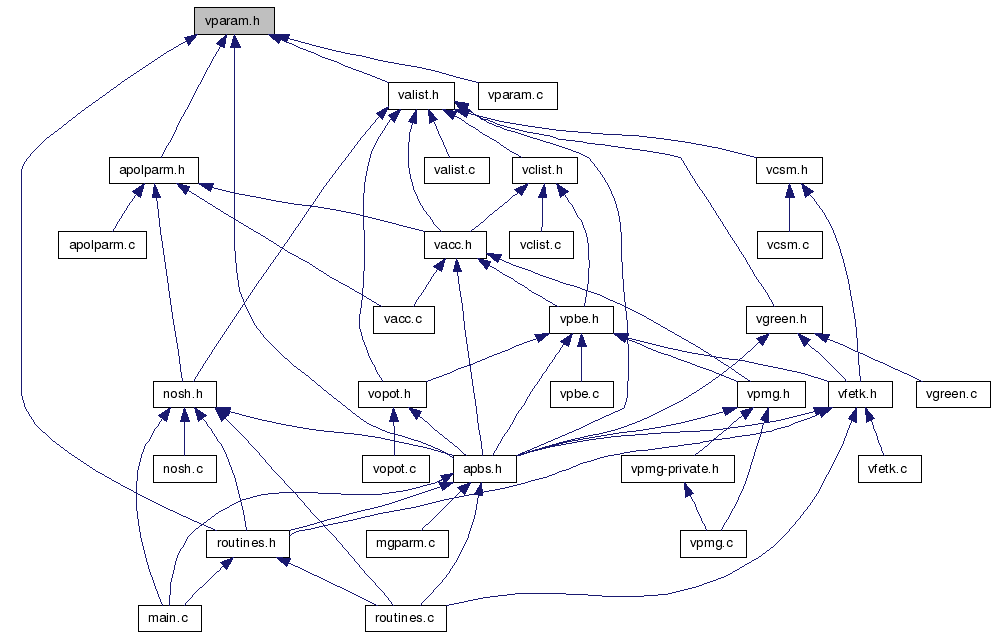 vparam.h
valist.h
vparam.c
apolparm.h
valist.c
vclist.h
vcsm.h
apolparm.c
vacc.h
vclist.c
vcsm.c
vacc.c
vpbe.h
vgreen.h
nosh.h
vopot.h
vpbe.c
vpmg.h
vfetk.h
vgreen.c
nosh.c
vopot.c
apbs.h
vpmg-private.h
vfetk.c
routines.h
mgparm.c
vpmg.c
main.c
routines.c